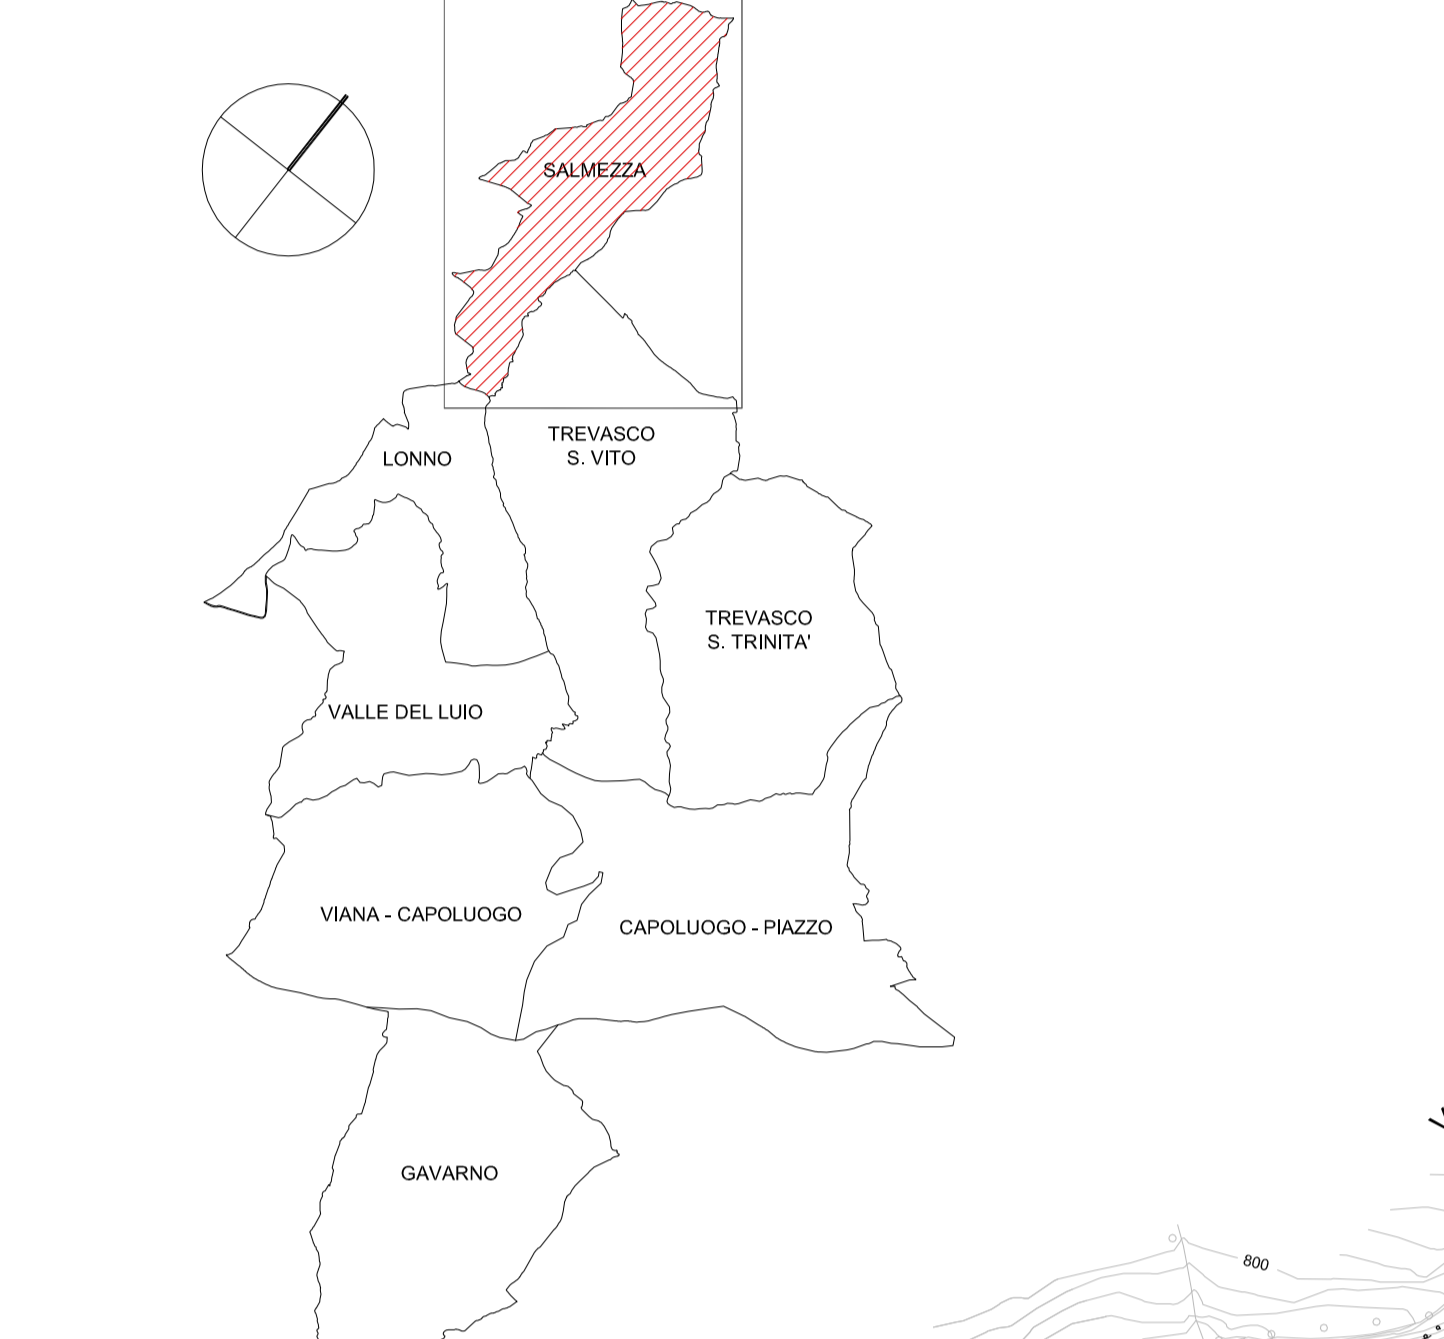 SALMEZZA
TREVASCO
S. VITO
LONNO
TREVASCO
S. TRINITA'
VALLE DEL LUIO
VIANA - CAPOLUOGO
CAPOLUOGO - PIAZZO
GAVARNO
800